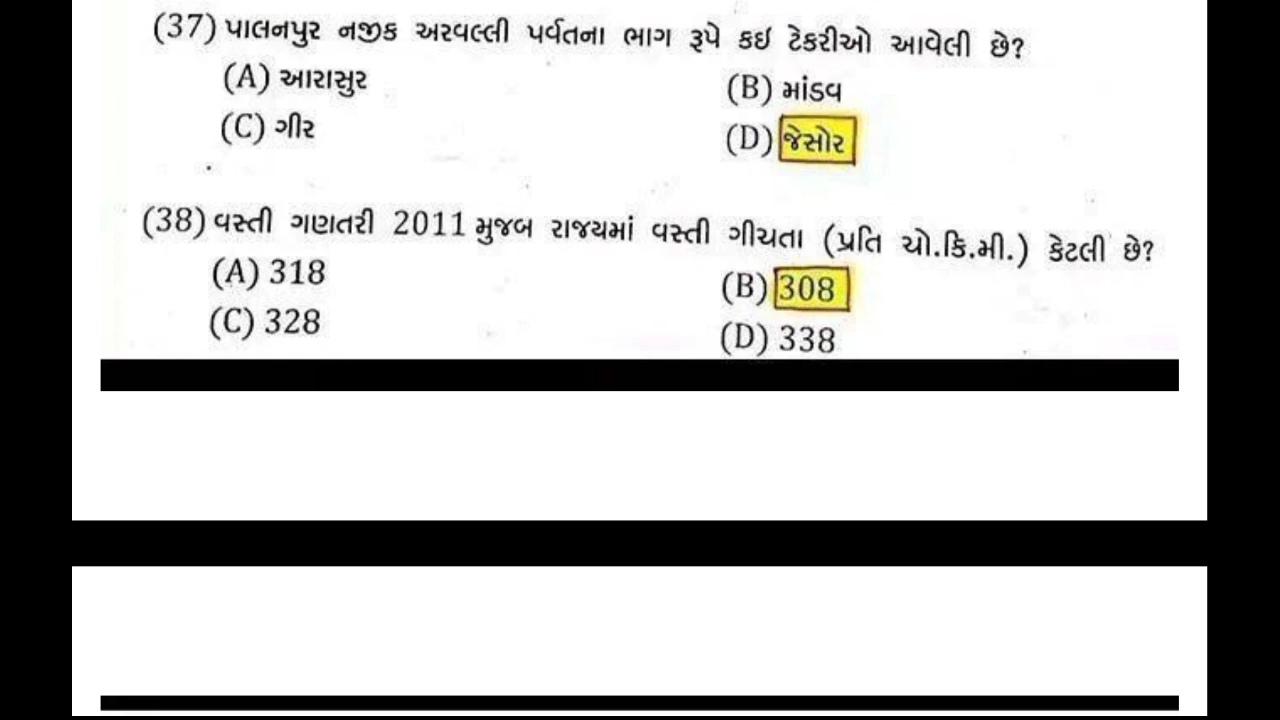 (37) પાલનપુર નજીક અરવલ્લી પર્વતના ભાગ રૂપે કઇ ટેકરીઓ આવેલી છે?
(A) આરાસુર (B) માંડવ
(C) ગીર (D) જેસોર
(38) વસ્તી ગણતરી 2011 મુજબ રાજયમાં વસ્તી ગીચતા (પ્રતિ ચો.કિ.મી.) કેટલી છે?
(A) 318 (B) 308
(C) 328 (D) 338